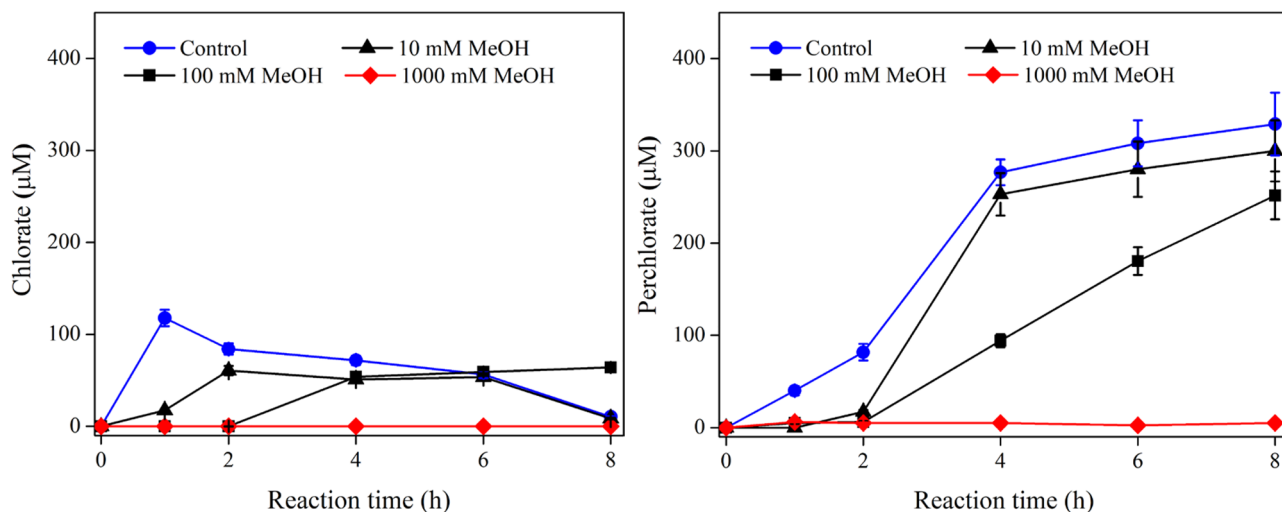 Control
10 mM MeOH
100 mM MeOH
1000 mM MeOH
400
300
200
100
0
Chlorate (µM)
0
2
4
6
8
Reaction time (h)
Control
10 mM MeOH
100 mM MeOH
1000 mM MeOH
400
300
200
100
0
Perchlorate (µM)
0
2
4
6
8
Reaction time (h)